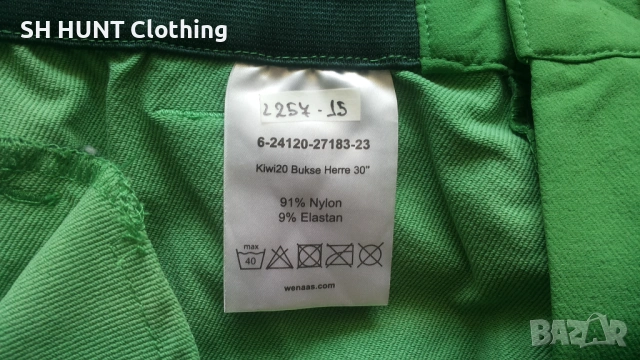 SH HUNT Clothing
2257-15
6-24120-27183-23
Kiwi20 Bukse Herre 30"
91% Nylon
9% Elastan
max
40
wenaas.com
BAZAR